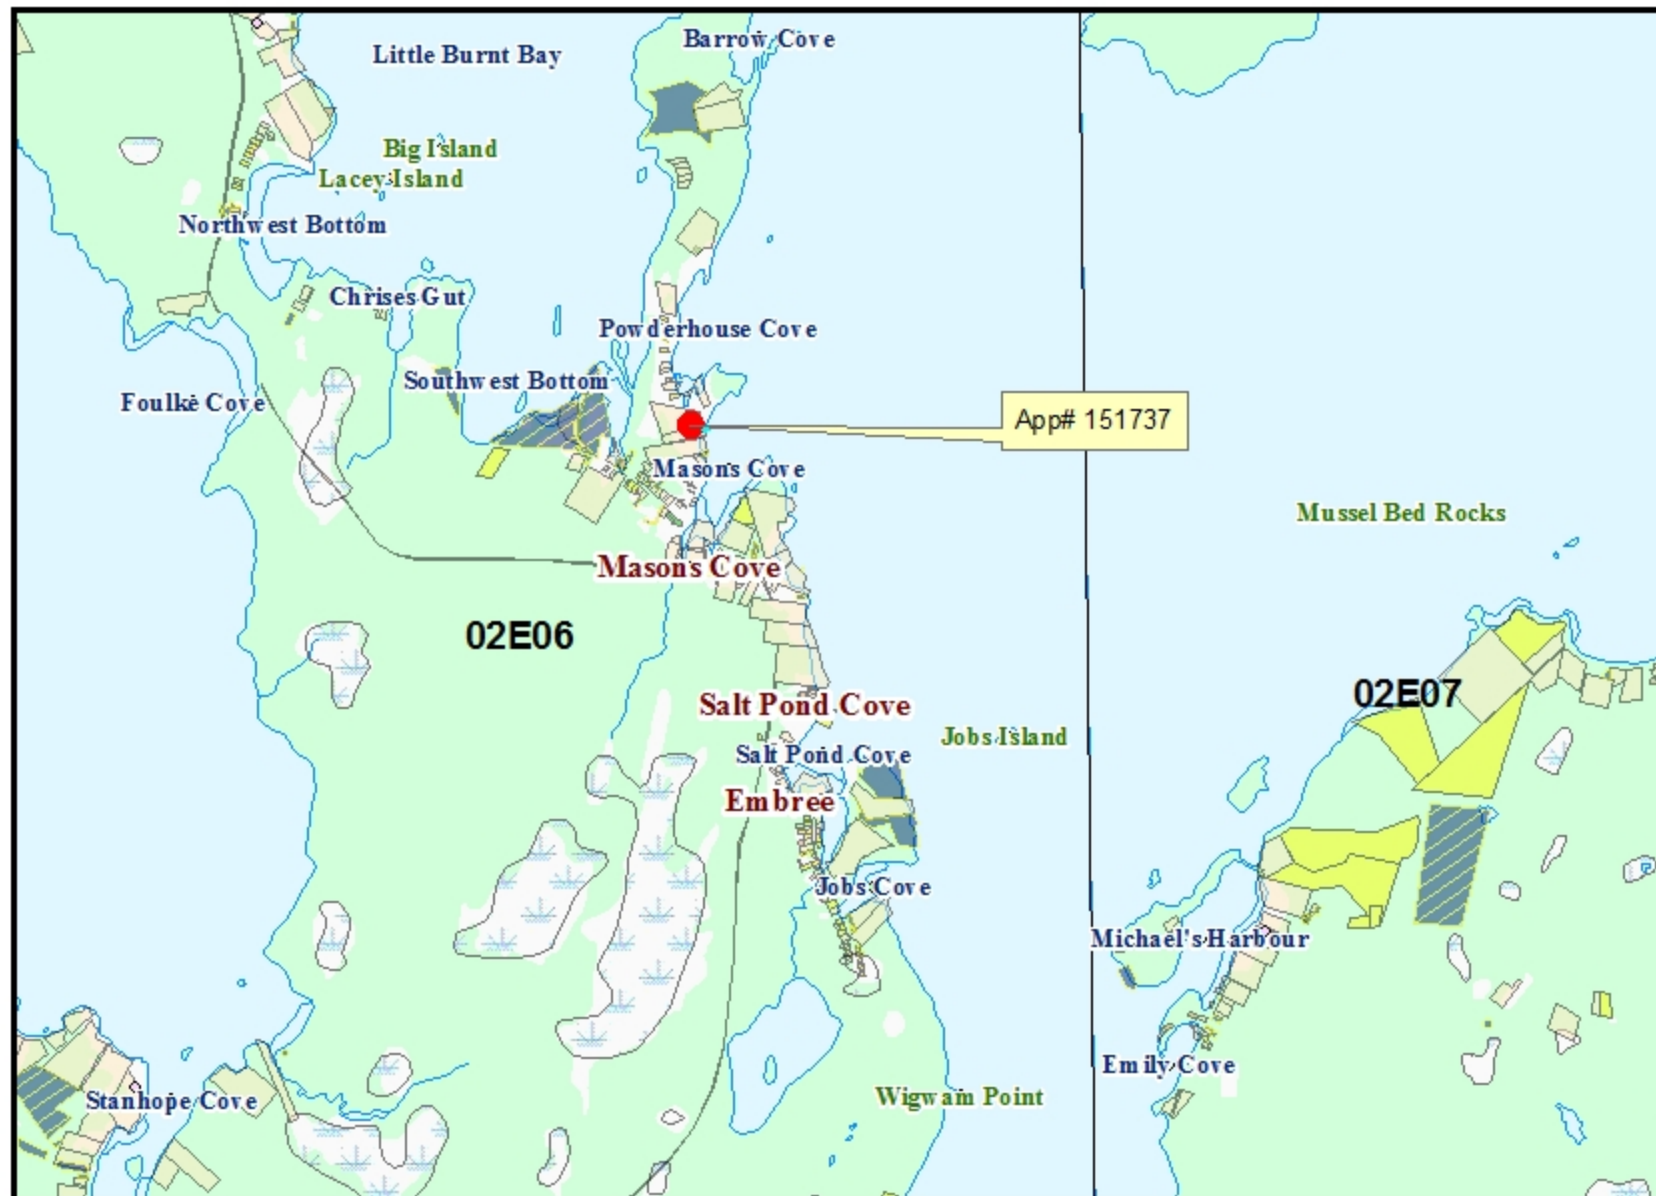 Barrow Cove
Little Burnt Bay
Big Island
Lacey Island
Northwest Bottom
Chrises Gut
Powderhouse Cove
Southwest Bottom
Foulke Cove
App# 151737
Mason's Cove
Mussel Bed Rocks
Mason's Cove
02E06
02E07
Salt Pond Cove
Jobs Island
Salt Pond Cove
Embree
Jobs Cove
Michael's Harbour
Emily Cove
Wigwam Point
Stanhope Cove